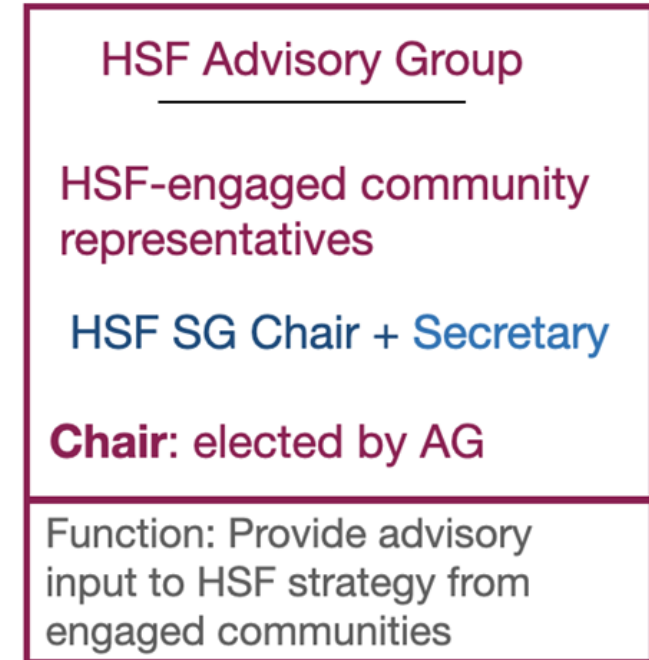 HSF Advisory Group
HSF-engaged community
representatives
HSF SG Chair + Secretary
Chair: elected by AG
Function: Provide advisory
input to HSF strategy from
engaged communities